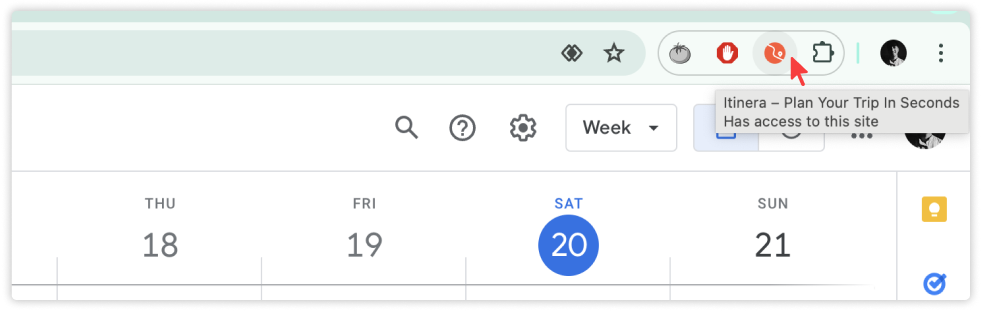 Itinera – Plan Your Trip In Seconds
Has access to this site
Week
THU
FRI
SAT
SUN
18
19
20
21